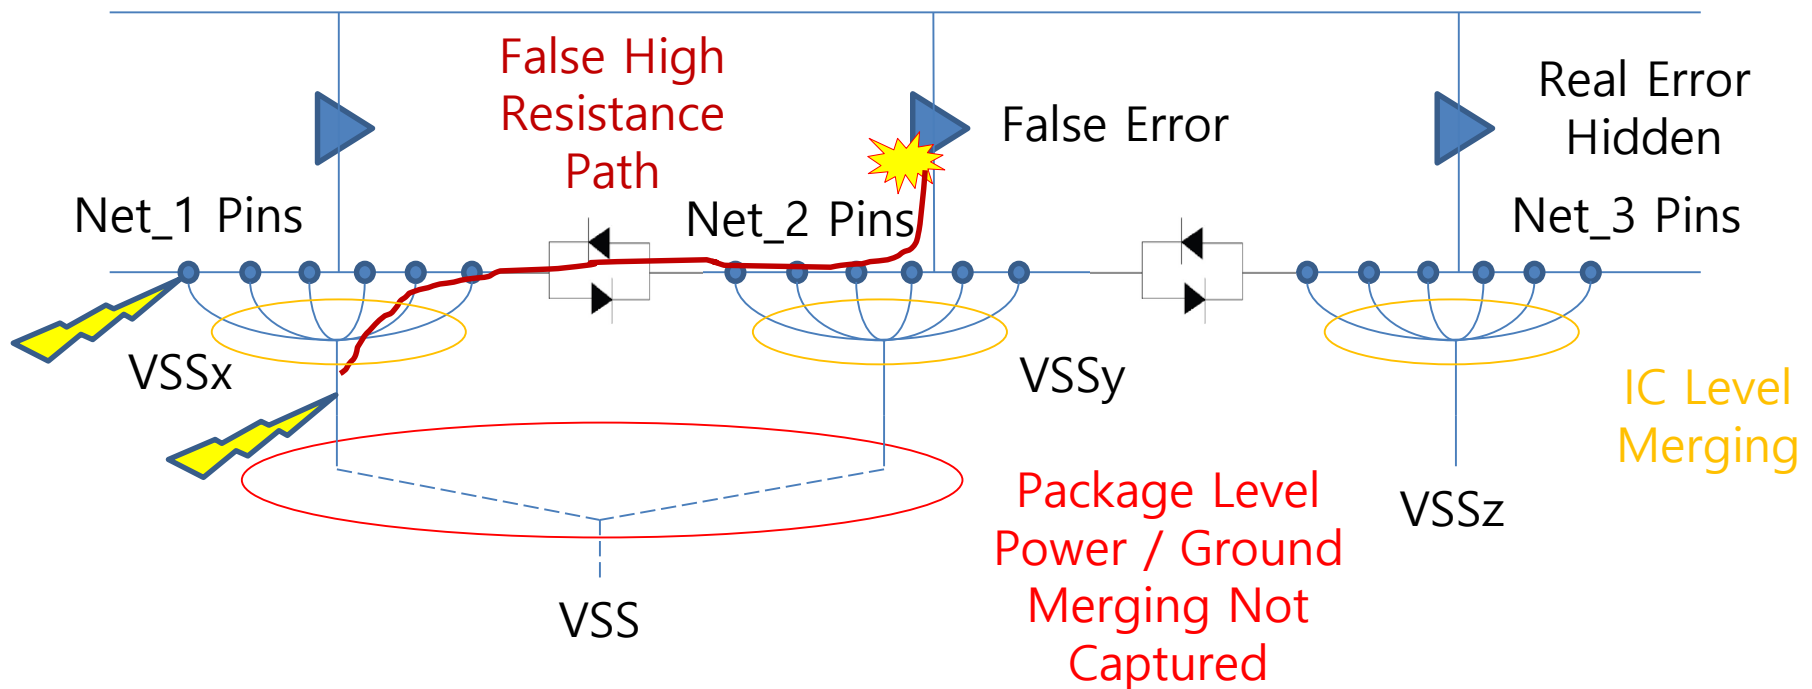 False High
Resistance
Path
False Error
Real Error
Hidden
Net_1 Pins
Net_2 Pins
Net_3 Pins
VSSx
VSSy
IC Level
Merging
Package Level
Power / Ground
Merging Not
Captured
VSSz
VSS